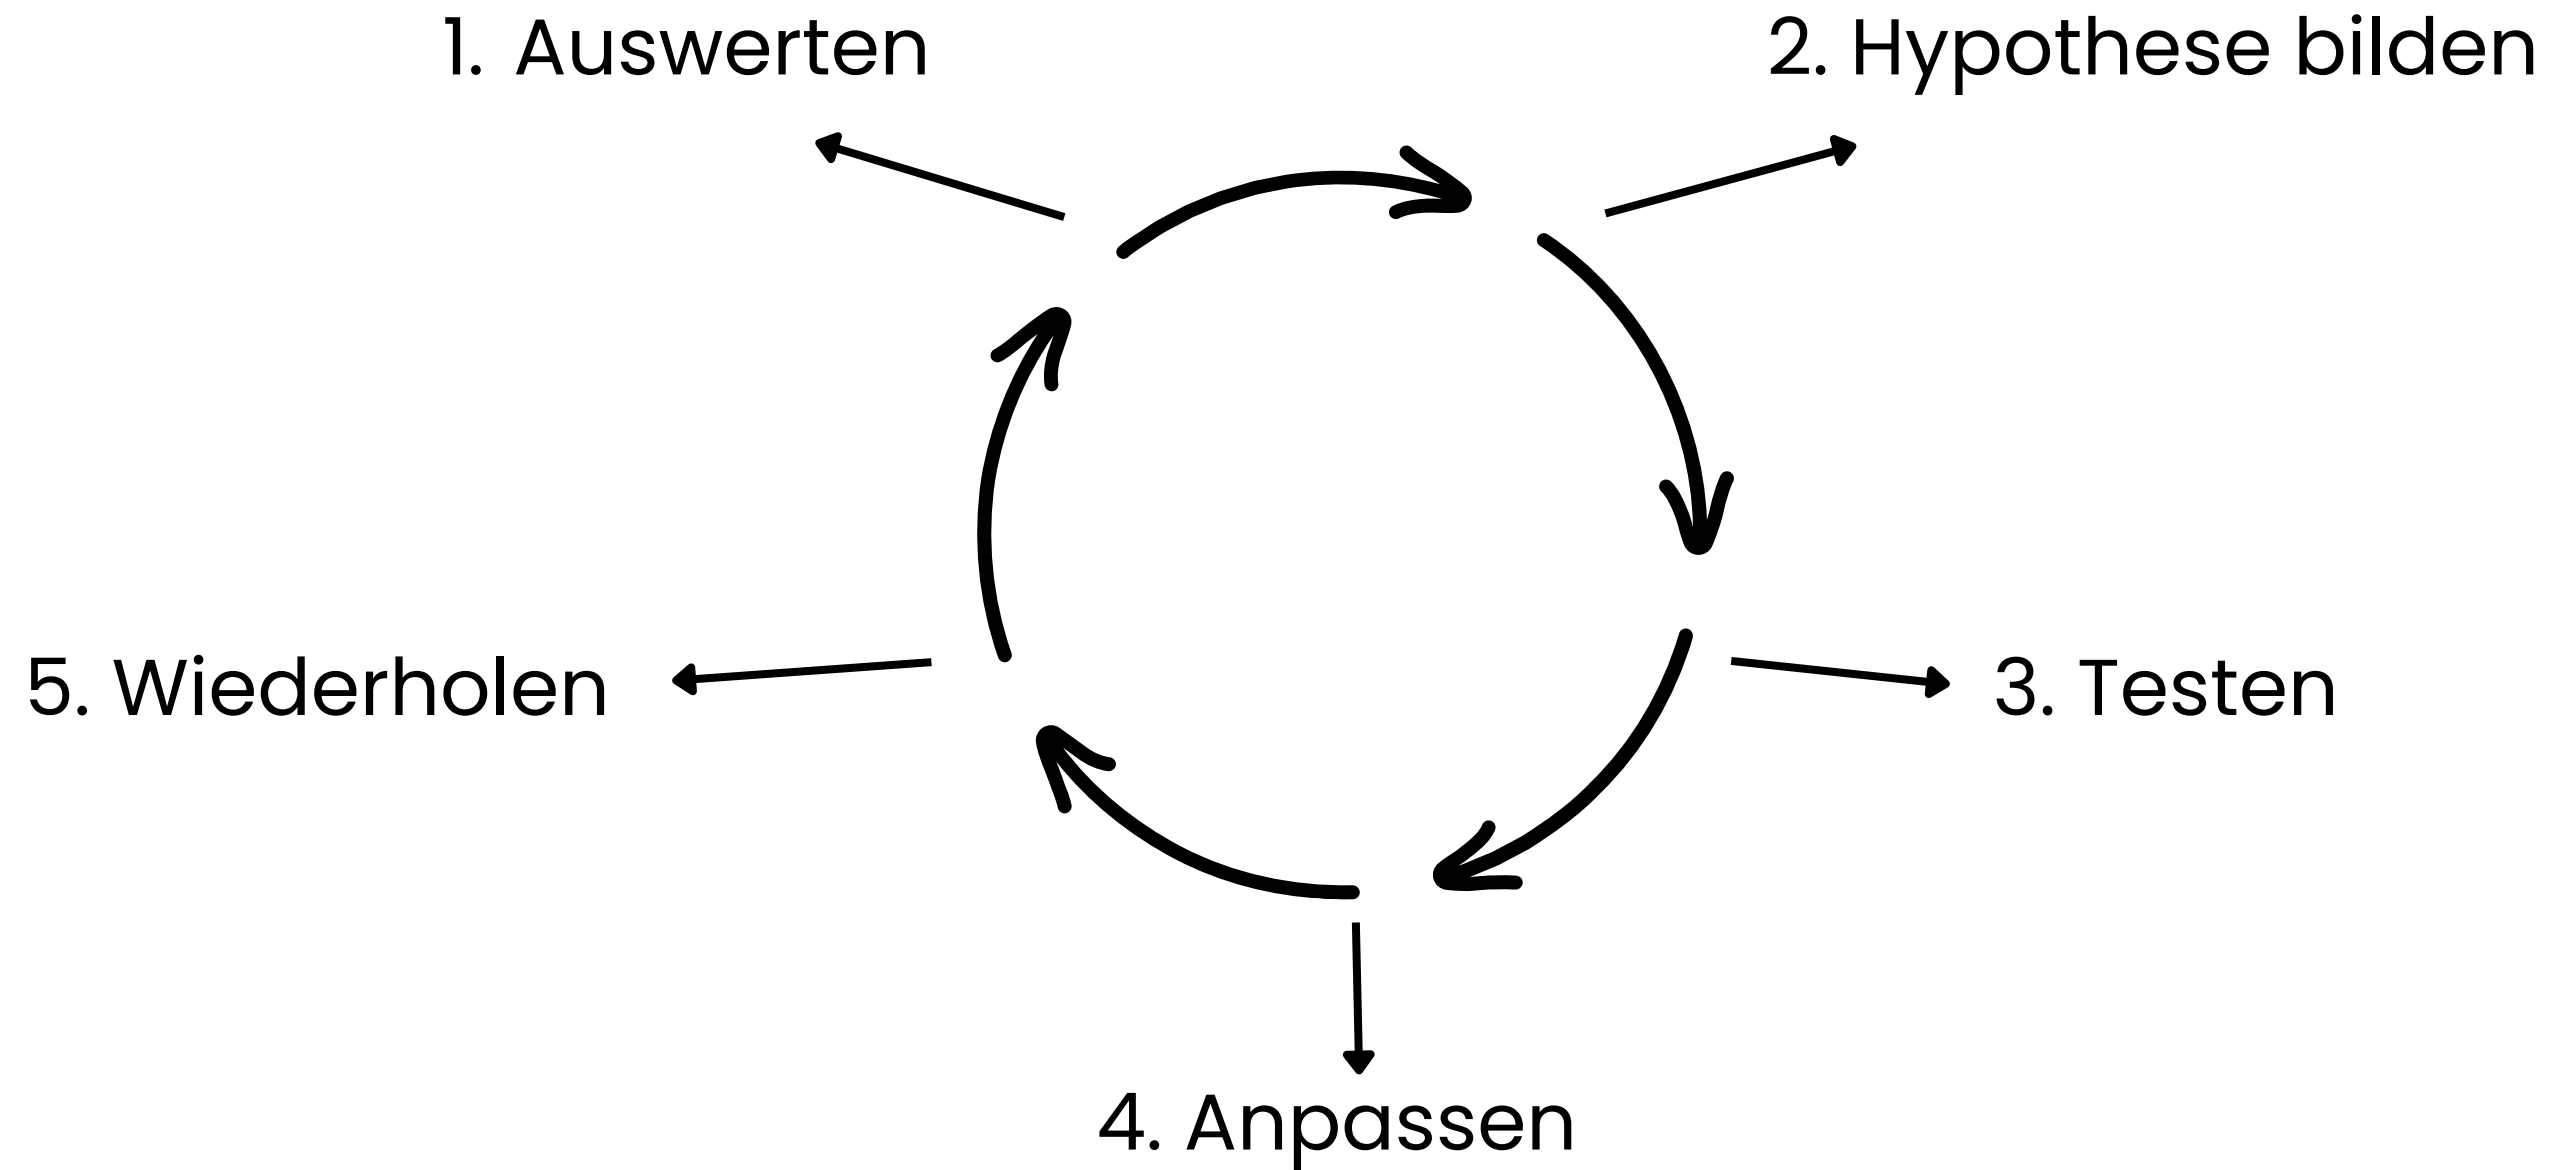 1. Auswerten
2. Hypothese bilden
3. Testen
4. Anpassen
5. Wiederholen